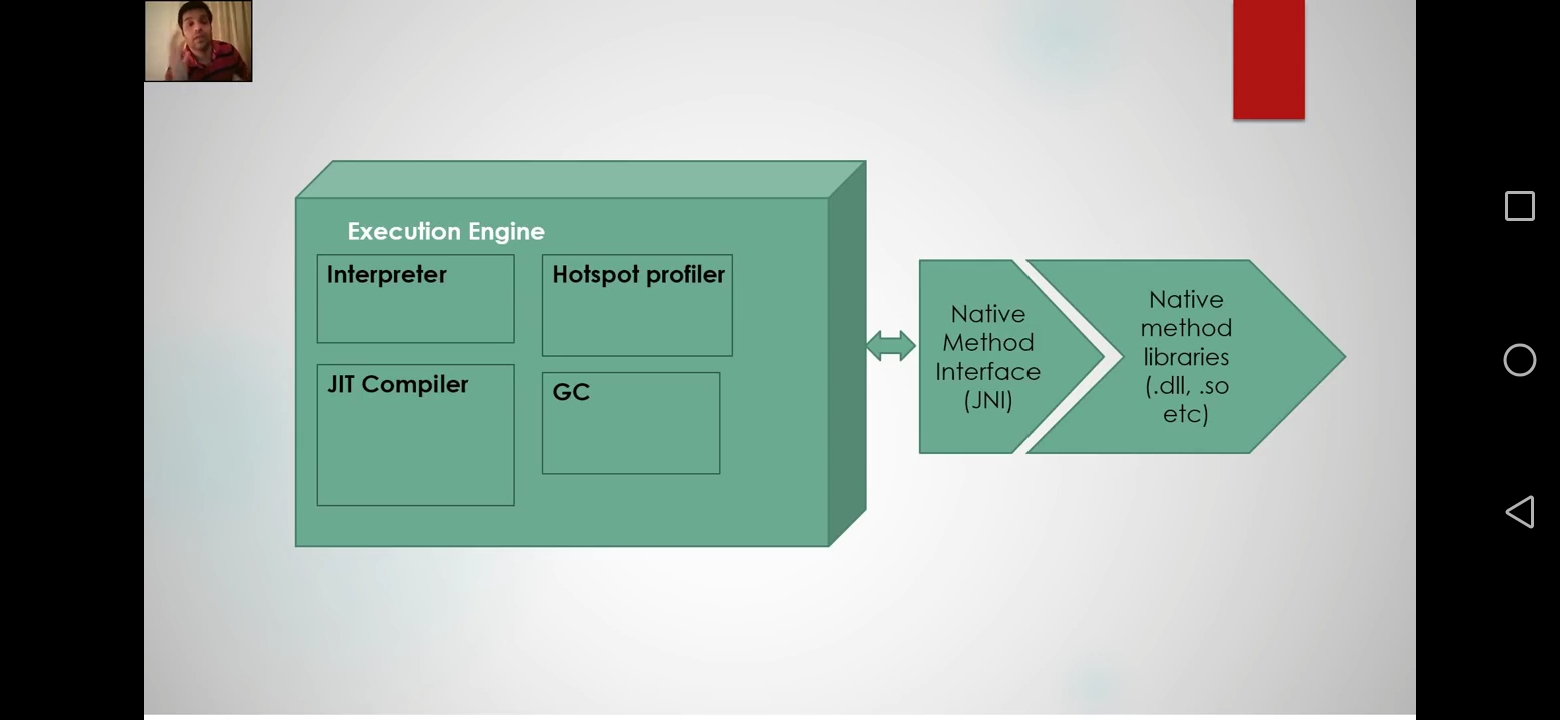 Execution Engine
Interpreter
Hotspot profiler
JIT Compiler
GC
Native
Method
Interface
(JNI)
Native
method
libraries
(.dll, .so
etc)